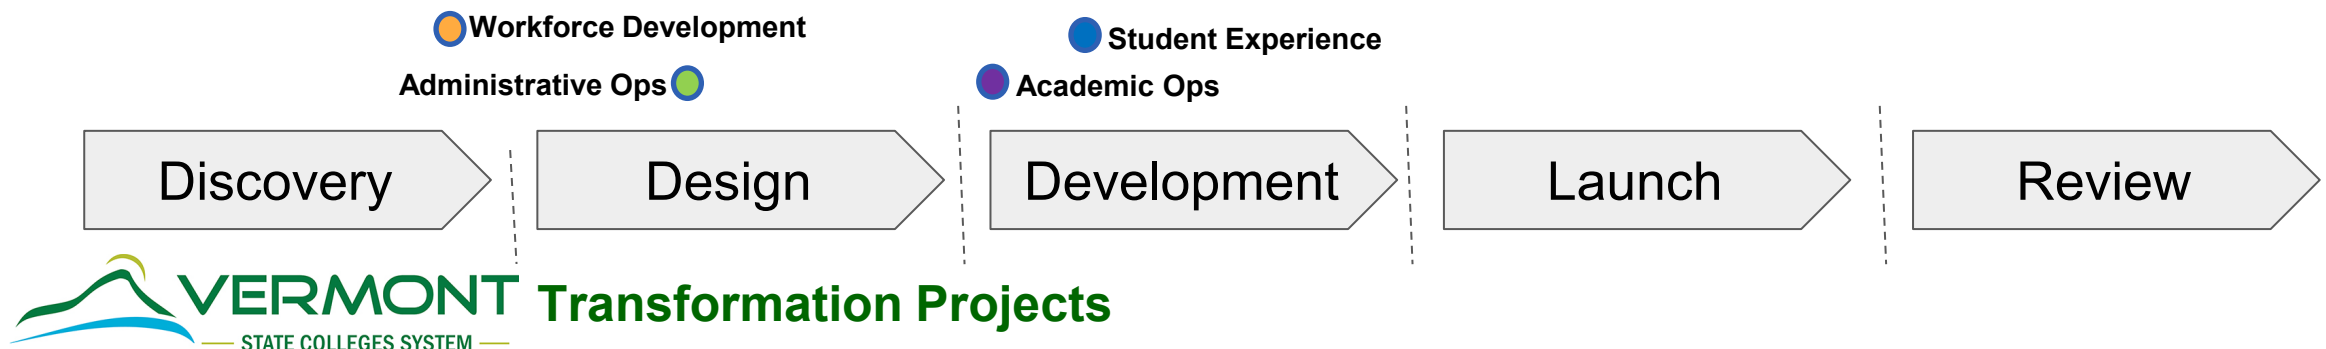 Workforce Development
Student Experience
Administrative Ops
Academic Ops
Discovery
Design
Development
Launch
Review
VERMONT
STATE COLLEGES SYSTEM
Transformation Projects